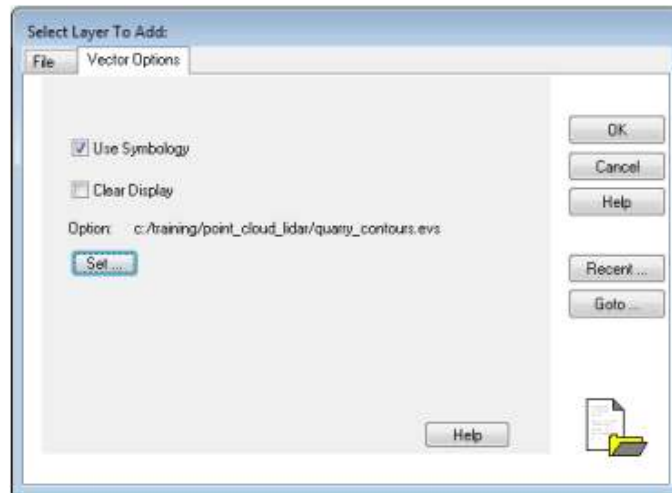 Select Layer To Add:
File
Vector Options
Use Symbology
Clear Display
Option: c:/training/point_cloud_lidar/quarry_contours.evs
Set ...
OK
Cancel
Help
Recent ...
Goto ...
Help